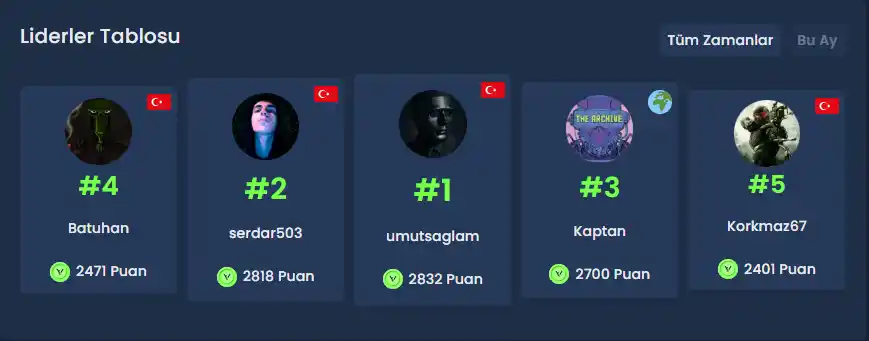 Liderler Tablosu
Tüm Zamanlar
Bu Ay
#4
Batuhan
2471 Puan
#2
serdar503
2818 Puan
#1
umutsaglam
2832 Puan
THE ARCHIVE
#3
Kaptan
2700 Puan
#5
Korkmaz67
2401 Puan